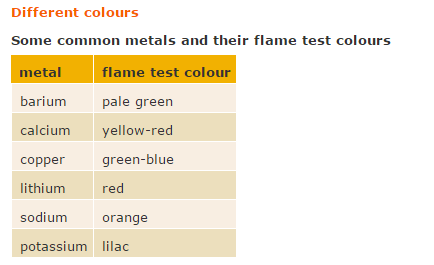 Different colours
Some common metals and their flame test colours
metal flame test colour
barium pale green
calcium yellow-red
copper green-blue
lithium red
sodium orange
potassium lilac